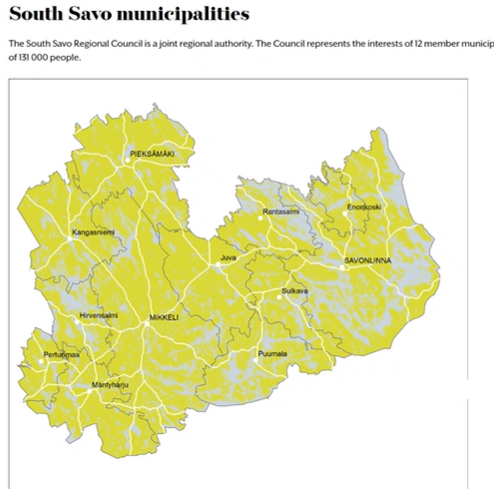 South Savo municipalities
The South Savo Regional Council is a joint regional authority. The Council represents the interests of 12 member municip
of 131 000 people.
PIEKSÄMÄKI
Rantasalmi
Enonkoski
Kangasniemi
Juva
SAVONLINNA
Sulkava
Hirvensalmi
MIKKELI
Pertunmaa
Puumala
Mäntyharju